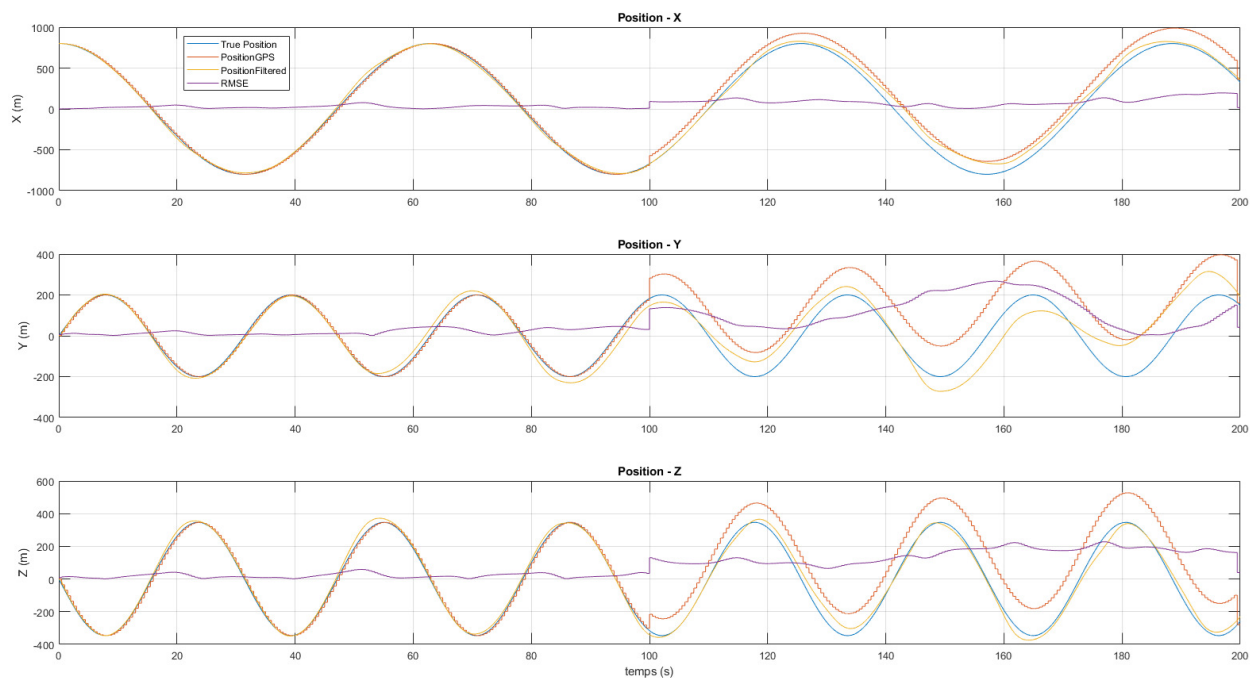 Position - X
1000
500
0
-500
-1000
X (m)
True Position
PositionGPS
PositionFiltered
RMSE
0 20 40 60 80 100 120 140 160 180 200
Position - Y
400
200
0
-200
-400
Y (m)
0 20 40 60 80 100 120 140 160 180 200
Position - Z
600
400
200
0
-200
-400
Z (m)
0 20 40 60 80 100 120 140 160 180 200
temps (s)